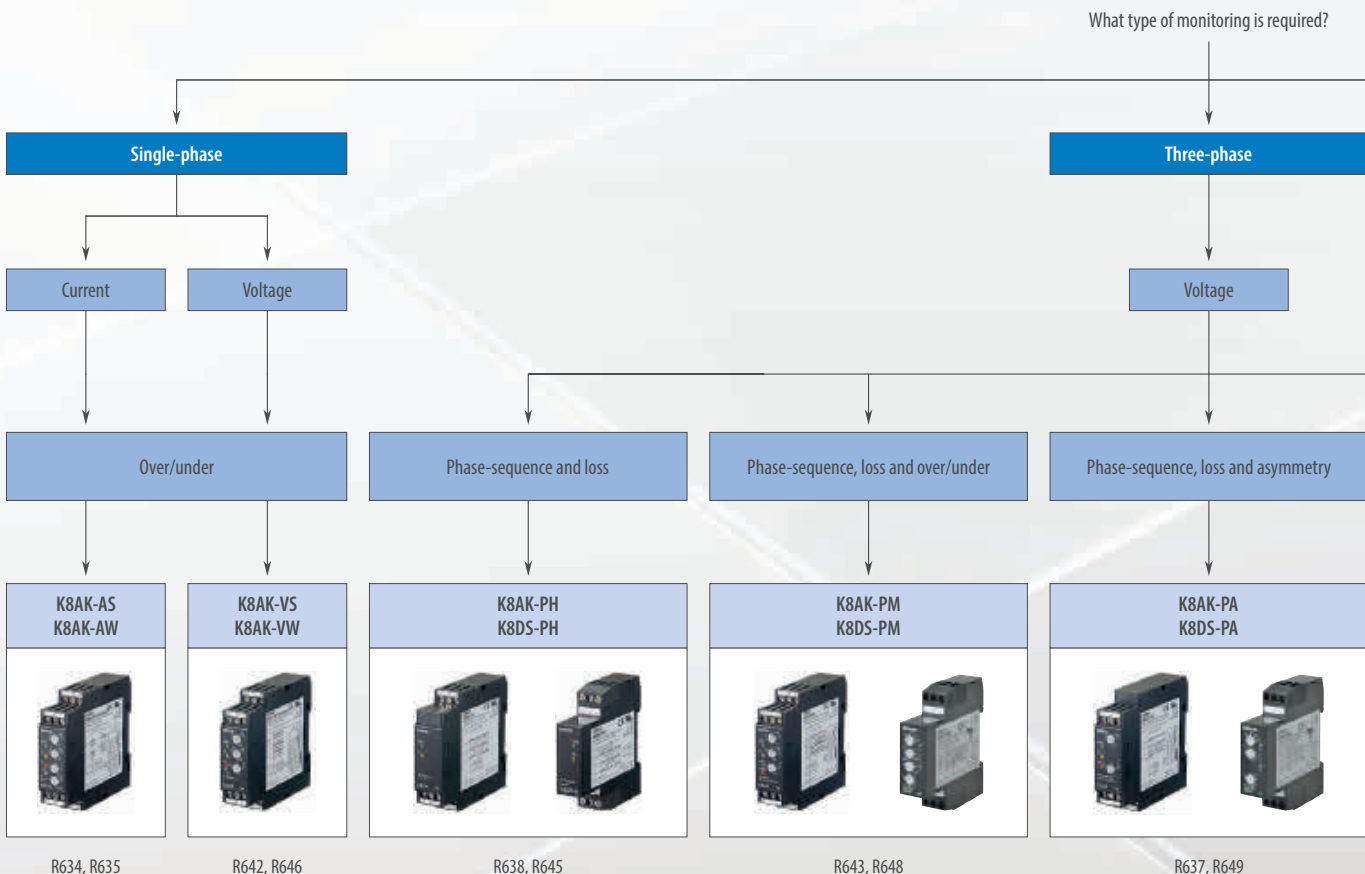 What type of monitoring is required?
Single-phase
Three-phase
Current
Voltage
Voltage
Over/under
Phase-sequence and loss
Phase-sequence, loss and over/under
Phase-sequence, loss and asymmetry
K8AK-AS
K8AK-AW
K8AK-VS
K8AK-VW
K8AK-PH
K8DS-PH
K8AK-PM
K8DS-PM
K8AK-PA
K8DS-PA
R634, R635
R642, R646
R638, R645
R643, R648
R637, R649